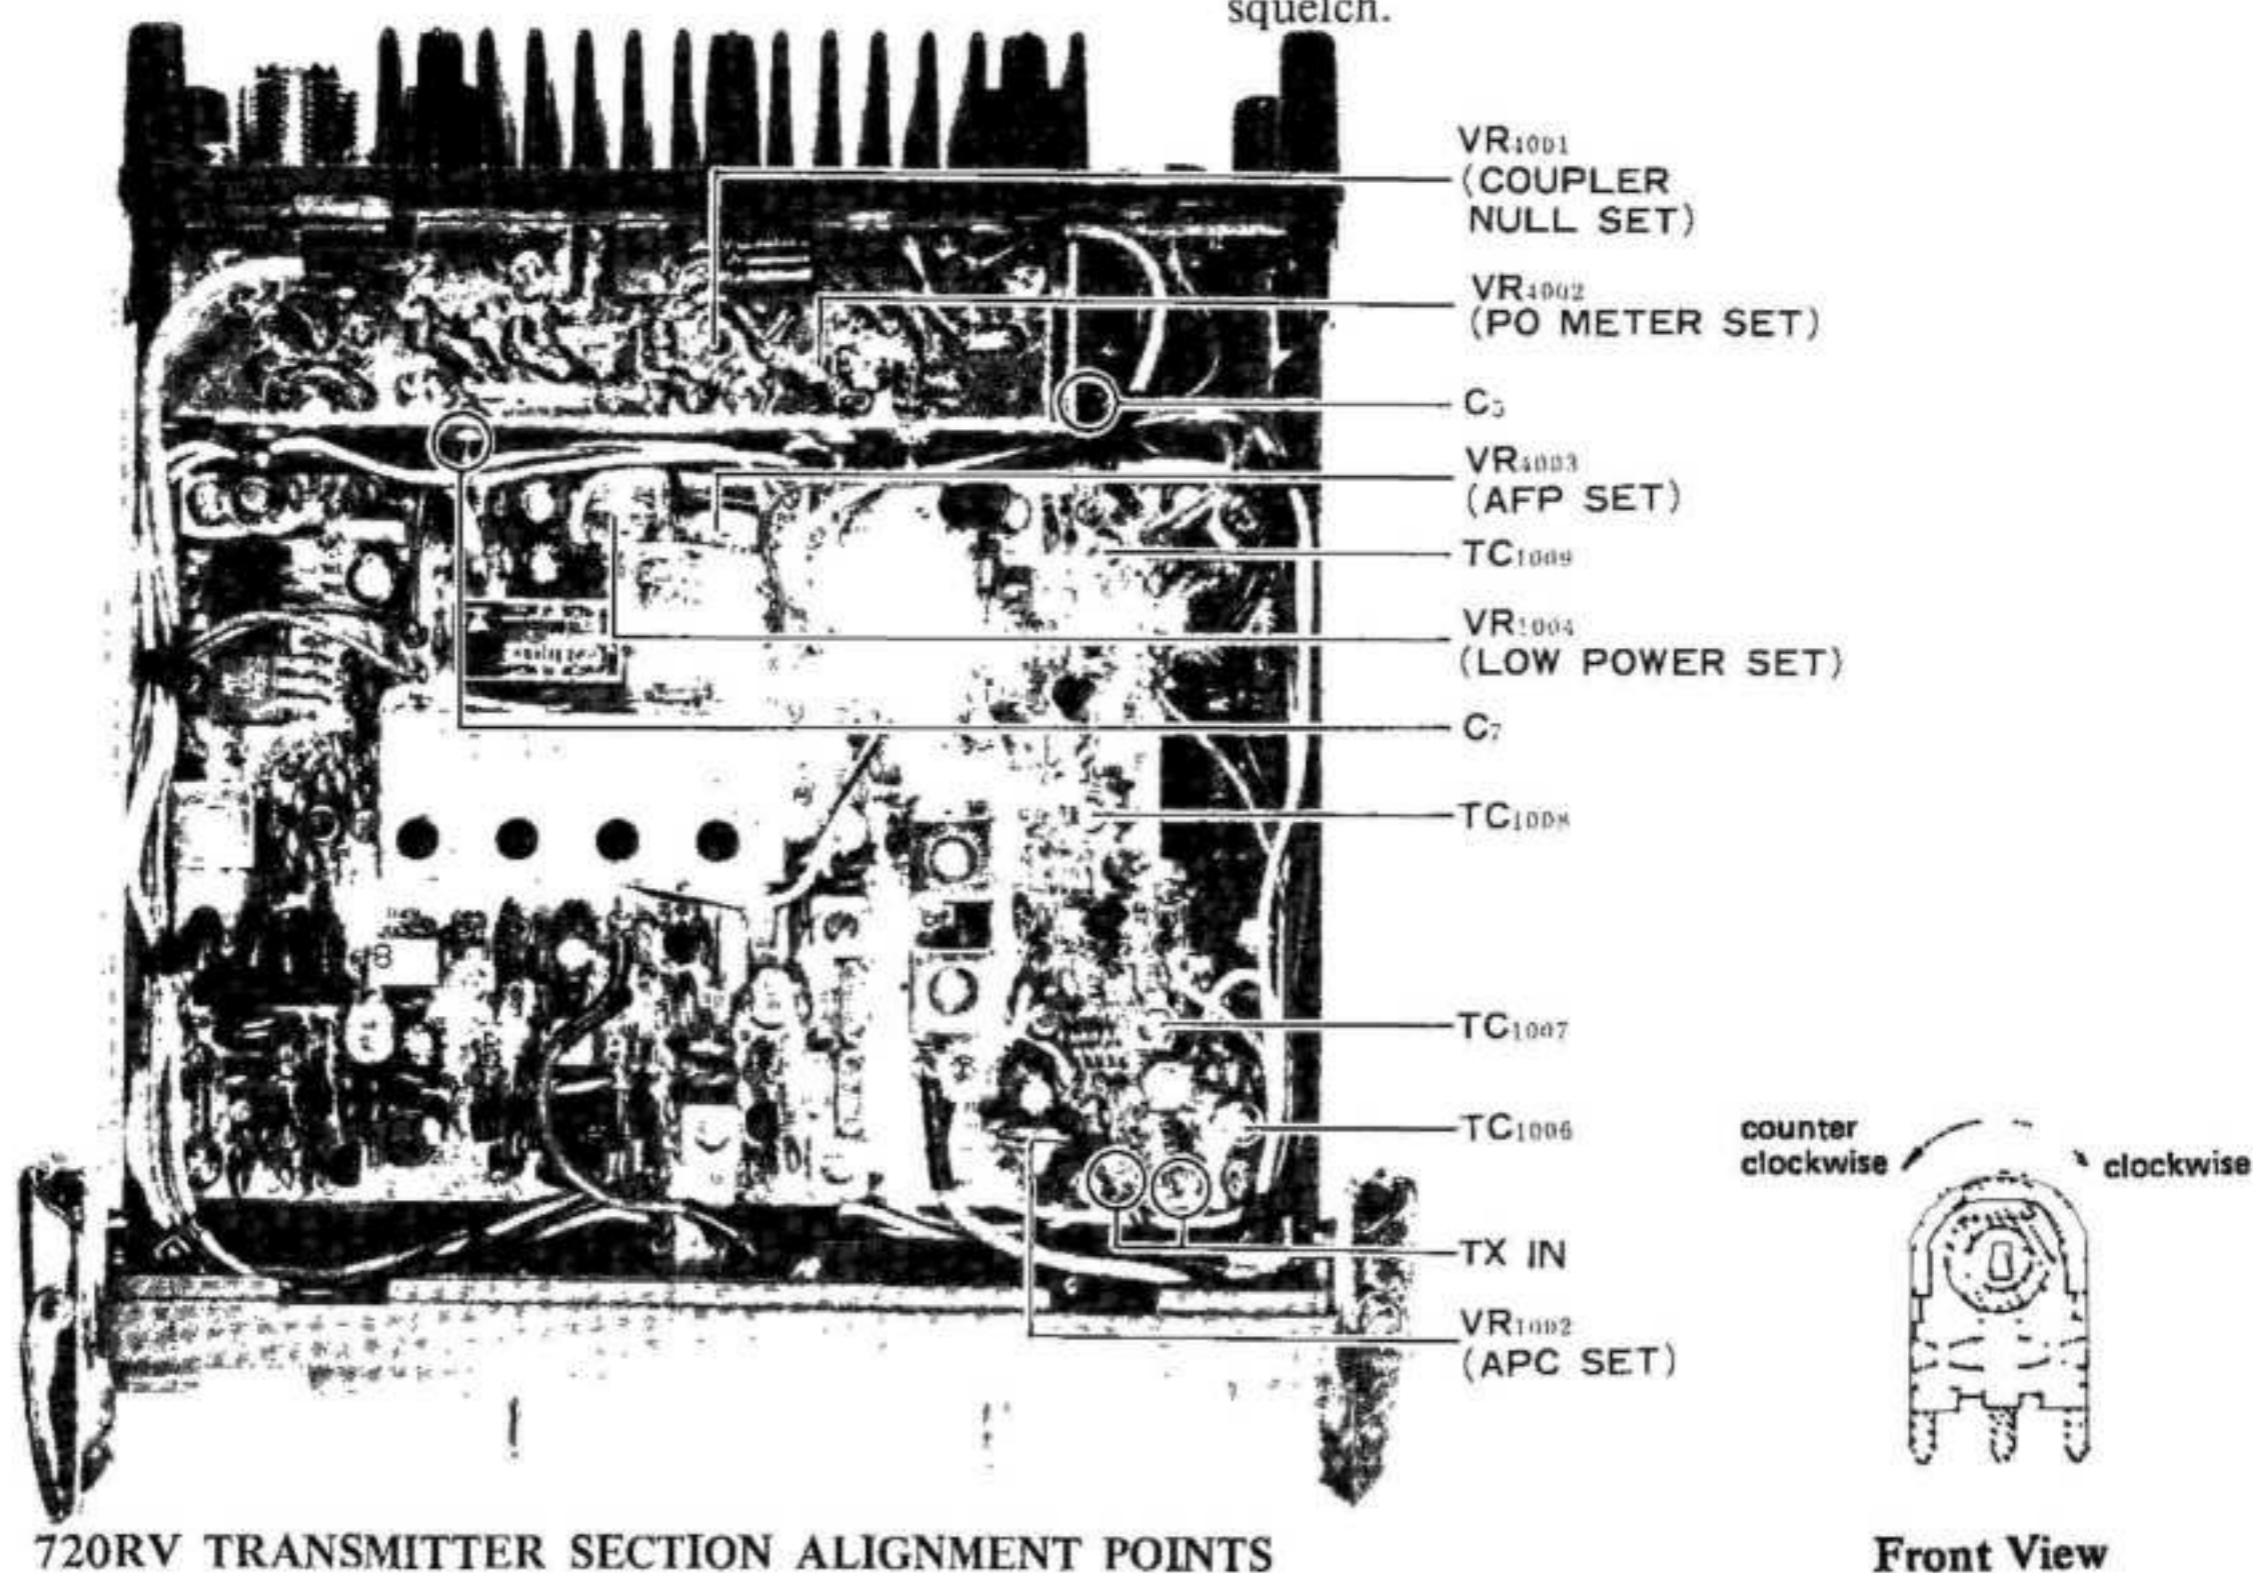 squelch.
VR4001
(COUPLER
NULL SET)
VR4002
(PO METER SET)
C5
VR4003
(AFP SET)
TC1009
VR1004
(LOW POWER SET)
C7
TC1008
TC1007
TC1006
TX IN
VR1002
(APC SET)
counter
clockwise
clockwise
720RV TRANSMITTER SECTION ALIGNMENT POINTS
Front View